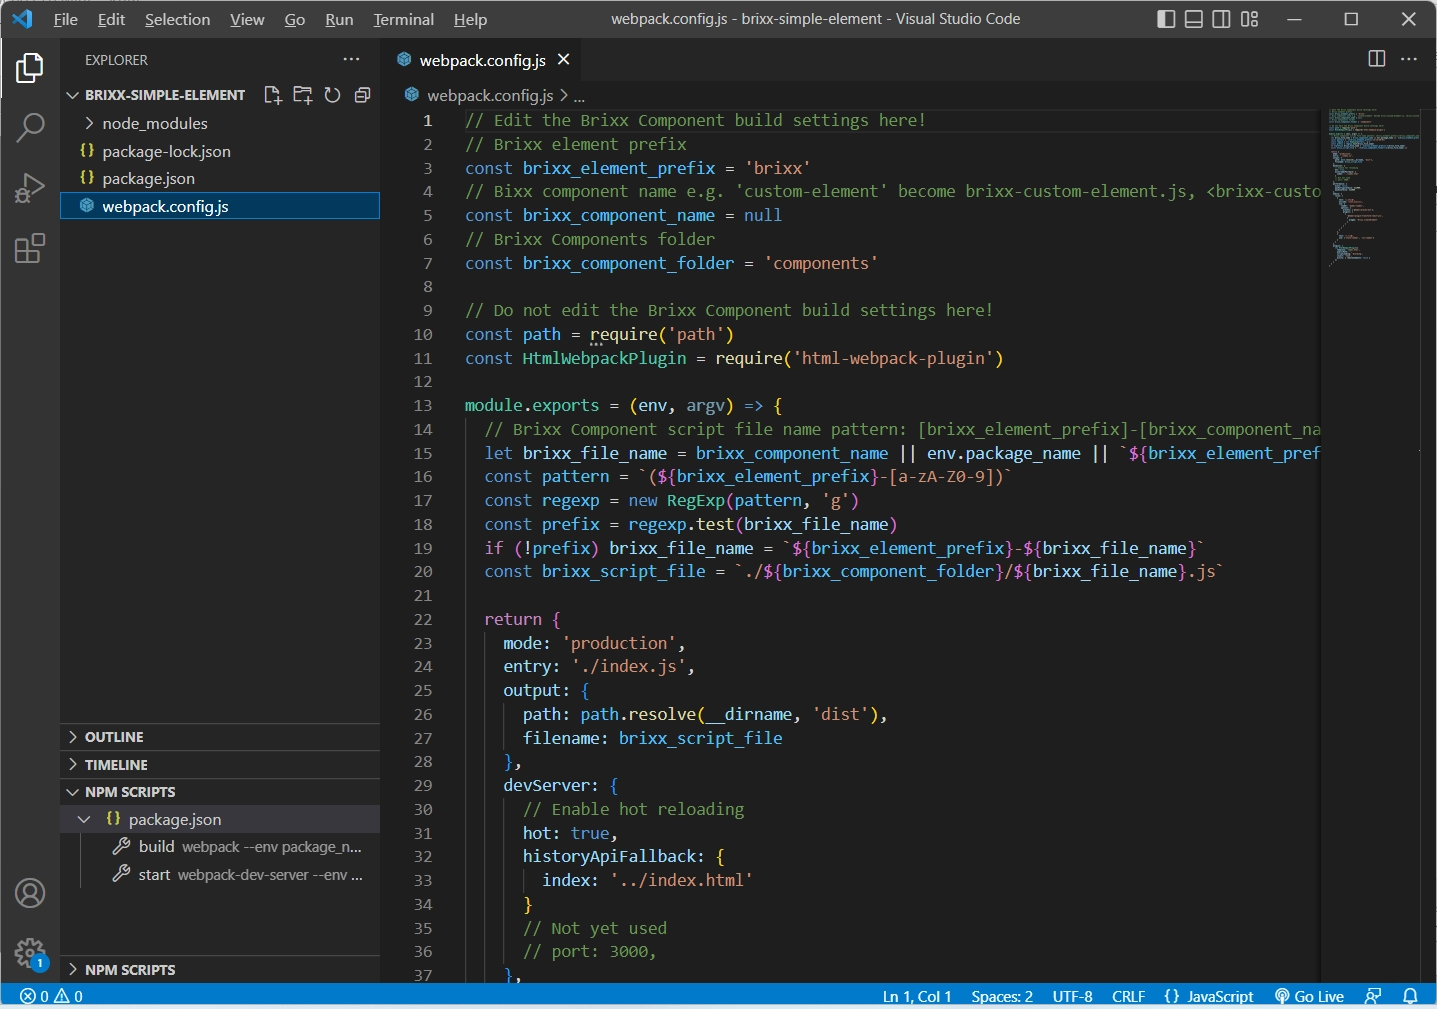 File Edit Selection View Go Run Terminal Help webpack.config.js - brixx-simple-element - Visual Studio Code
EXPLORER
BRIXX-SIMPLE-ELEMENT
node_modules
{} package-lock.json
{} package.json
webpack.config.js
OUTLINE
TIMELINE
NPM SCRIPTS
{} package.json
build webpack --env package_n...
start webpack-dev-server --env ...
NPM SCRIPTS
1
webpack.config.js
webpack.config.js > ...
1 // Edit the Brixx Component build settings here!
2 // Brixx element prefix
3 const brixx_element_prefix = 'brixx'
4 // Bixx component name e.g. 'custom-element' become brixx-custom-element.js, <brixx-custo
5 const brixx_component_name = null
6 // Brixx Components folder
7 const brixx_component_folder = 'components'
8
9 // Do not edit the Brixx Component build settings here!
10 const path = require('path')
11 const HtmlWebpackPlugin = require('html-webpack-plugin')
12
13 module.exports = (env, argv) => {
14 // Brixx Component script file name pattern: [brixx_element_prefix]-[brixx_component_na
15 let brixx_file_name = brixx_component_name || env.package_name || `${brixx_element_pref
16 const pattern = `(${brixx_element_prefix}-[a-zA-Z0-9])`
17 const regexp = new RegExp(pattern, 'g')
18 const prefix = regexp.test(brixx_file_name)
19 if (!prefix) brixx_file_name = `${brixx_element_prefix}-${brixx_file_name}`
20 const brixx_script_file = `./${brixx_component_folder}/${brixx_file_name}.js`
21
22 return {
23 mode: 'production',
24 entry: './index.js',
25 output: {
26 path: path.resolve(__dirname, 'dist'),
27 filename: brixx_script_file
28 },
29 devServer: {
30 // Enable hot reloading
31 hot: true,
32 historyApiFallback: {
33 index: '../index.html'
34 }
35 // Not yet used
36 // port: 3000,
37 },
0 0 Ln 1, Col 1 Spaces: 2 UTF-8 CRLF {} JavaScript Go Live